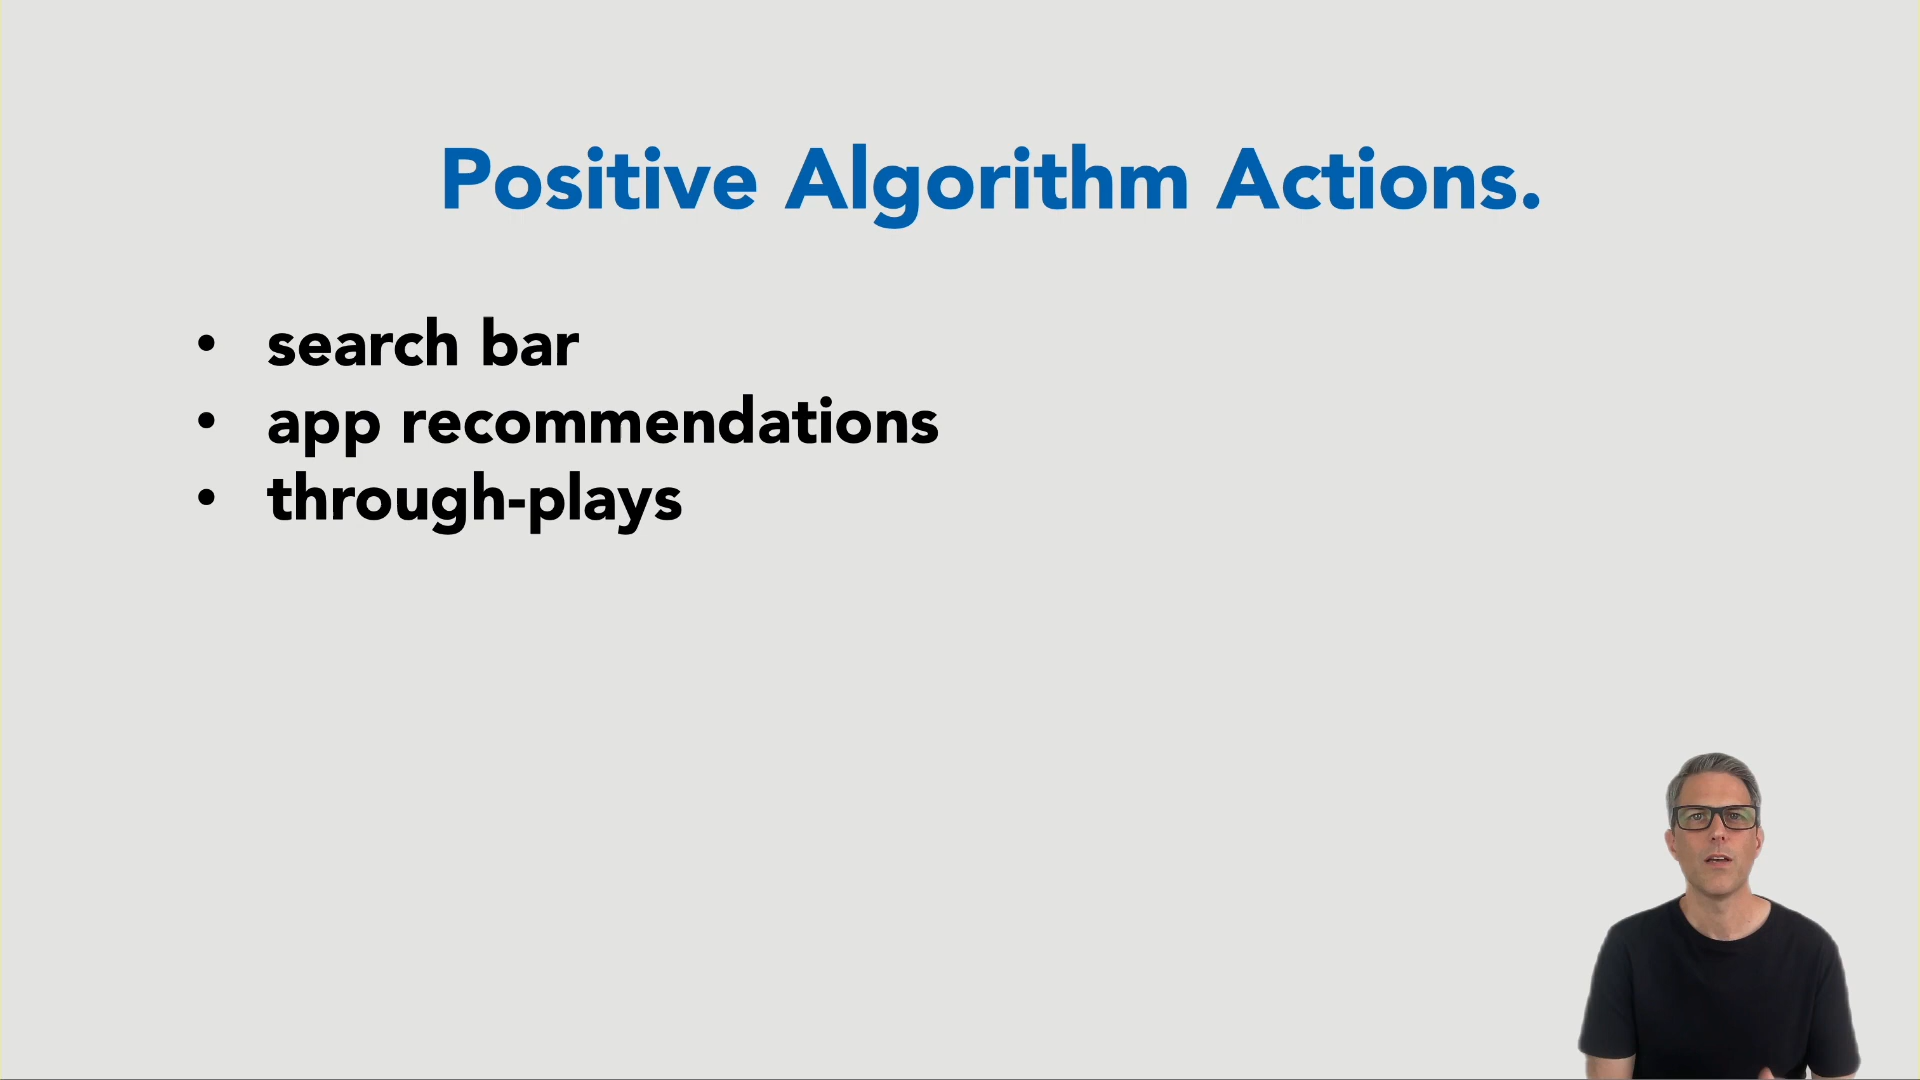 Positive Algorithm Actions.
• search bar
• app recommendations
• through-plays